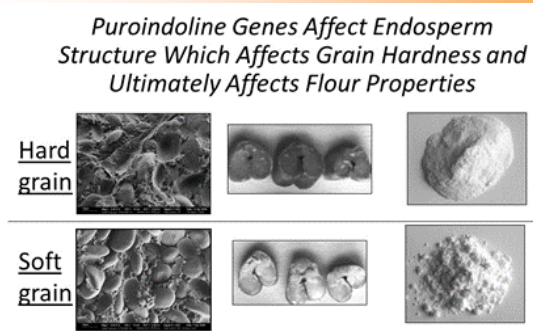 Puroindoline Genes Affect Endosperm
Structure Which Affects Grain Hardness and
Ultimately Affects Flour Properties
Hard
grain
Soft
grain